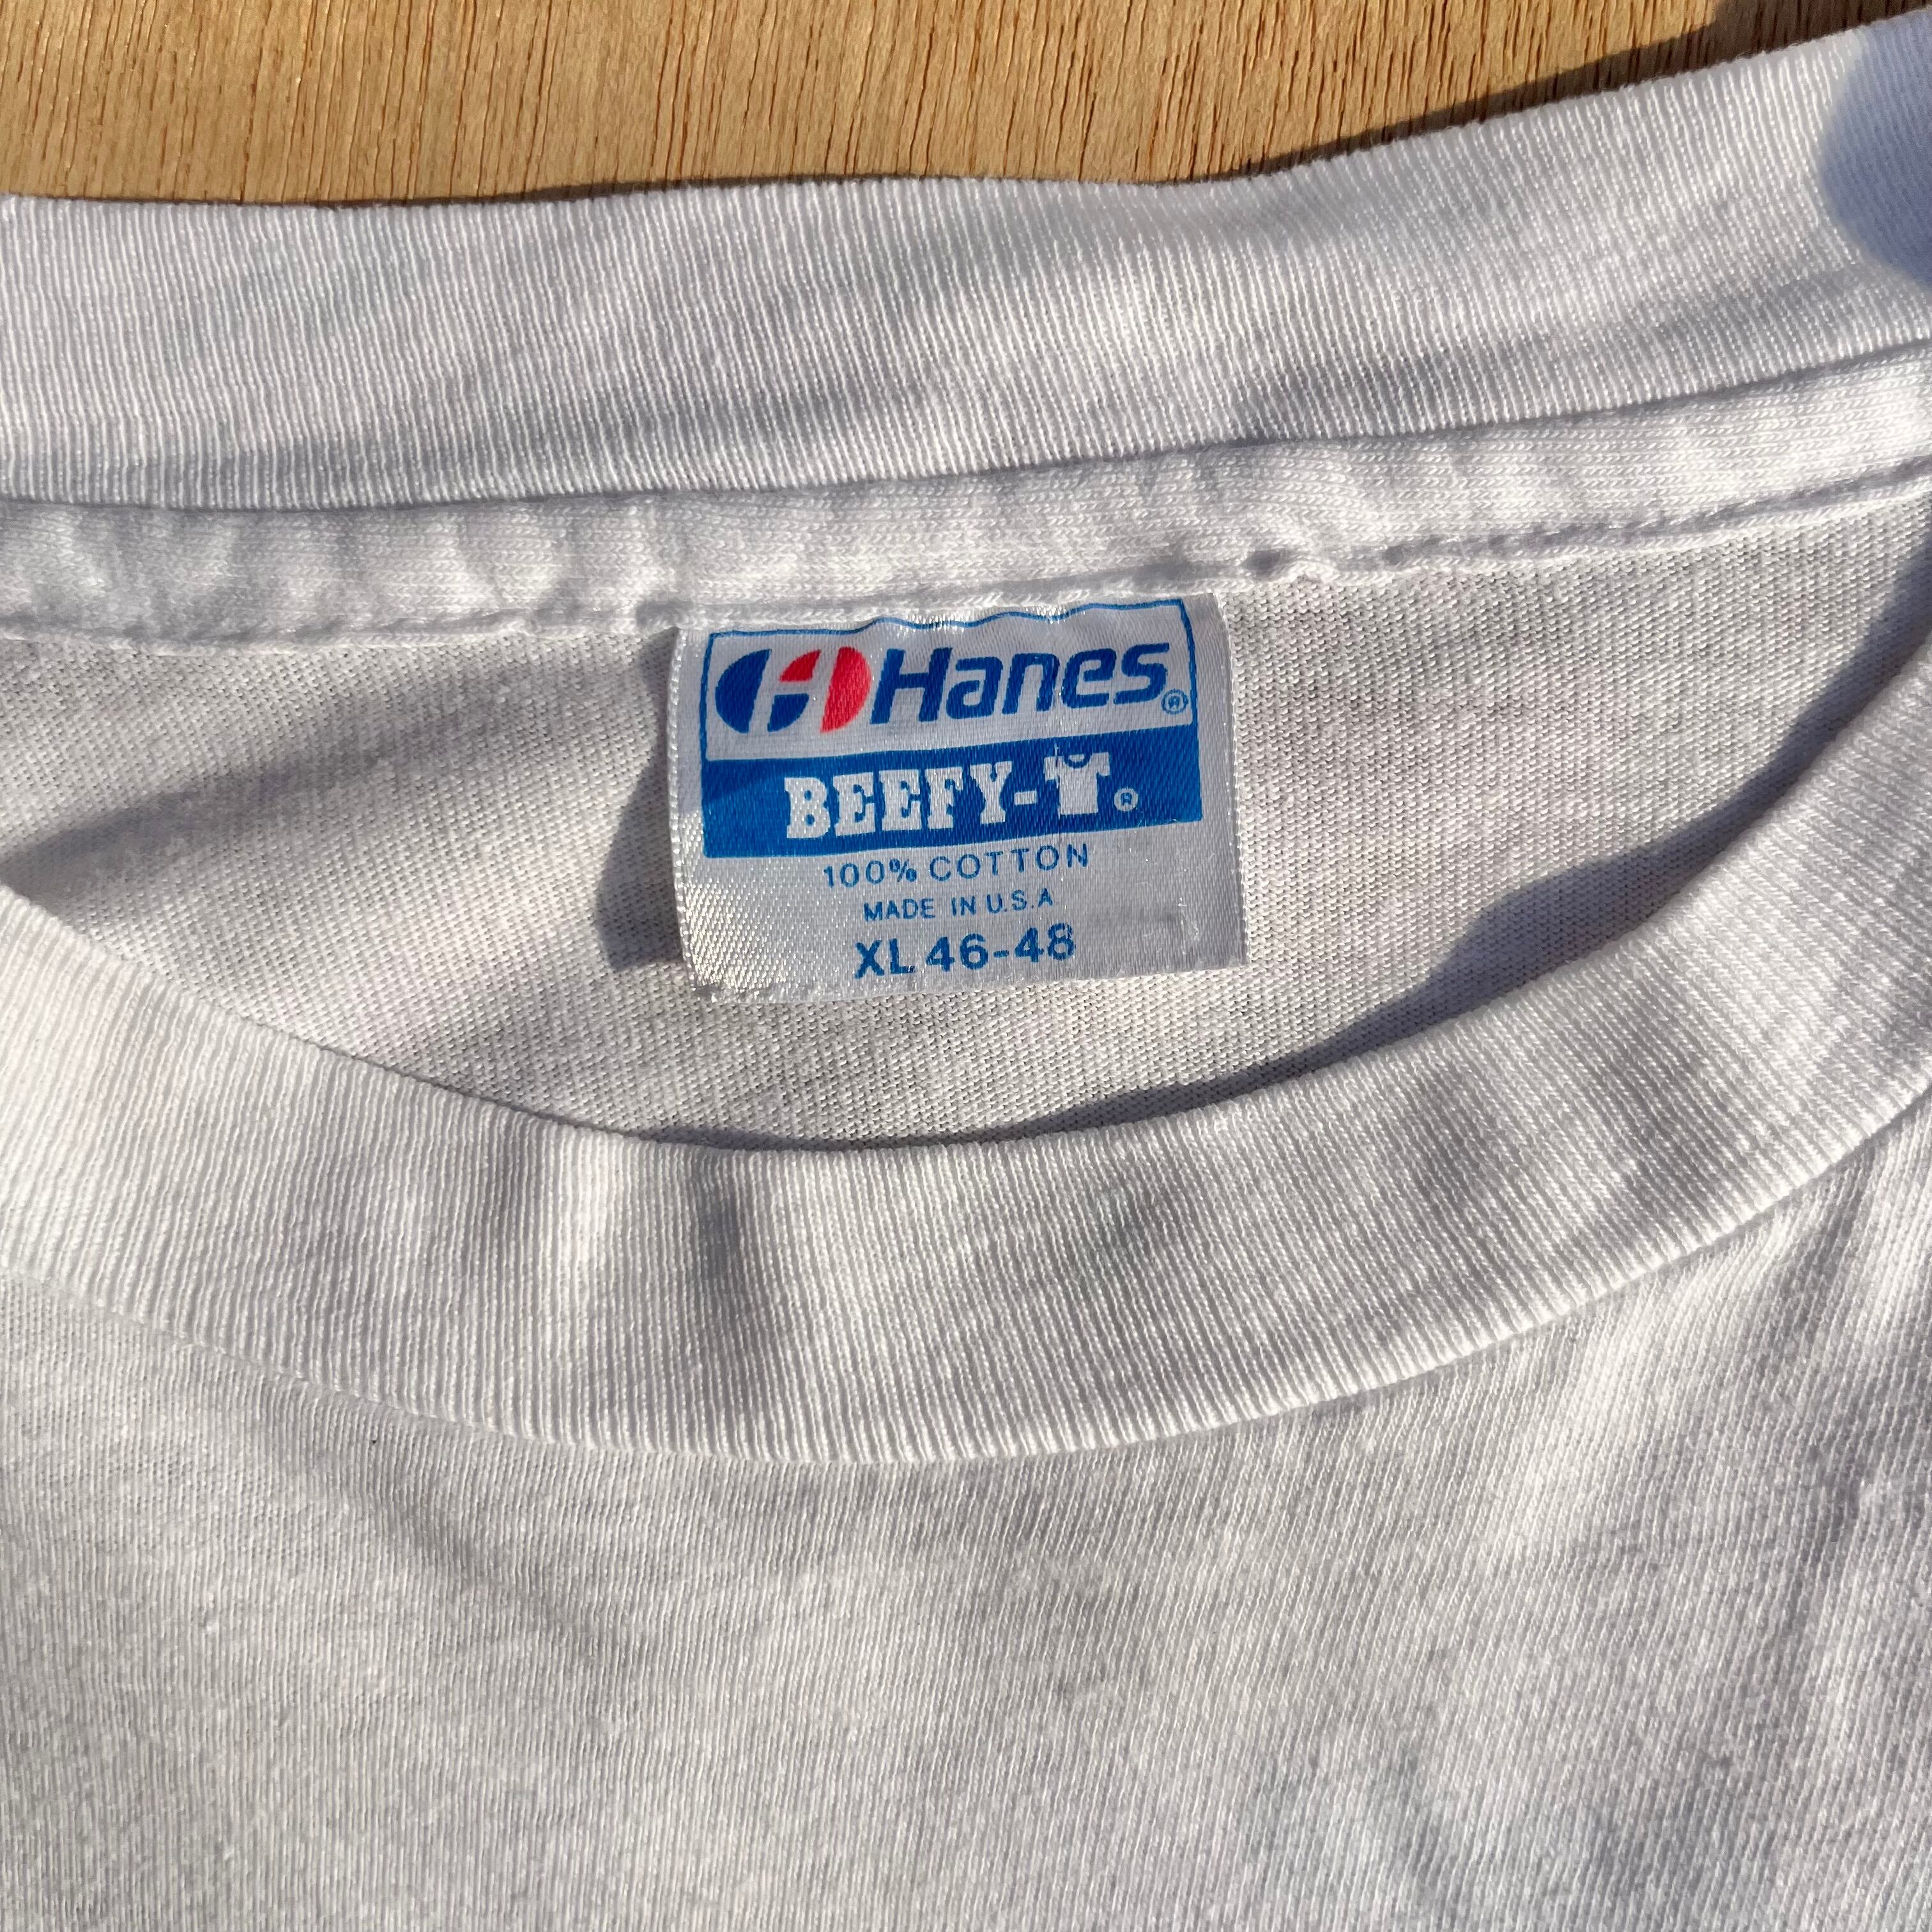 Hanes®
BEEFY-®
100% COTTON
MADE IN U.S.A
XL 46-48